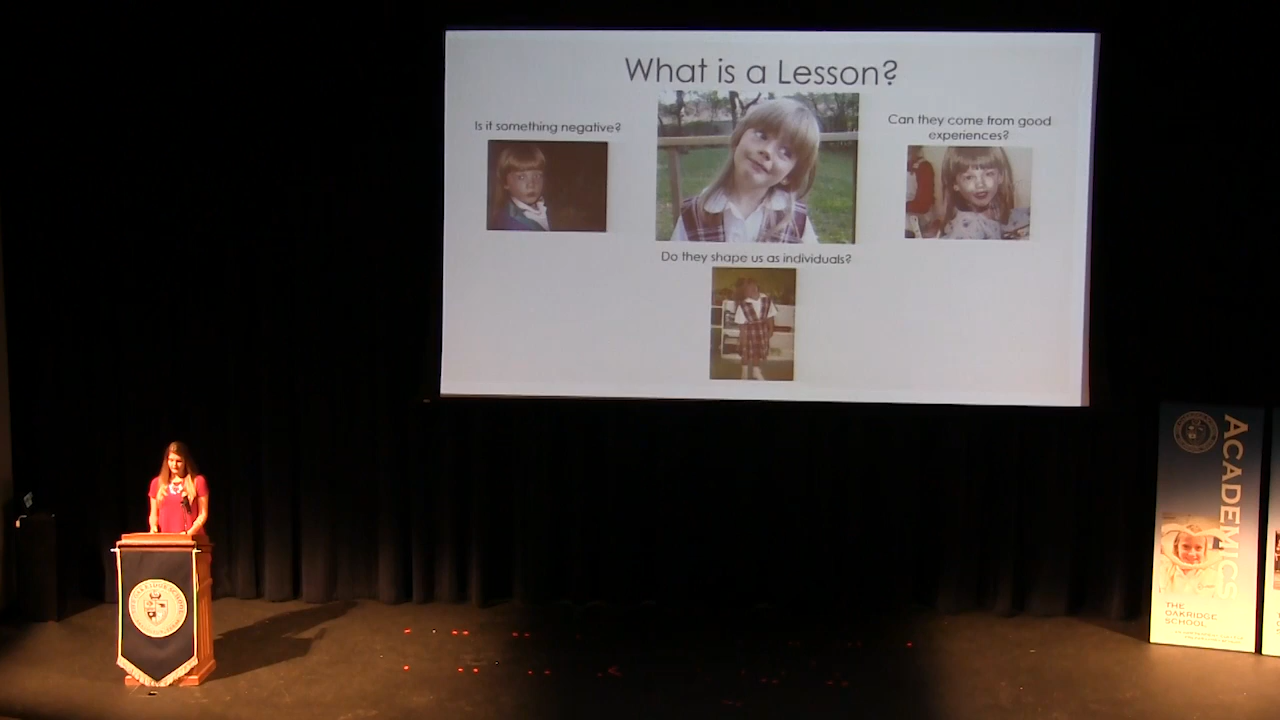 What is a Lesson?
Is it something negative?
Can they come from good
experiences?
Do they shape us as individuals?
ACADEMICS
THE
OAKRIDGE
SCHOOL